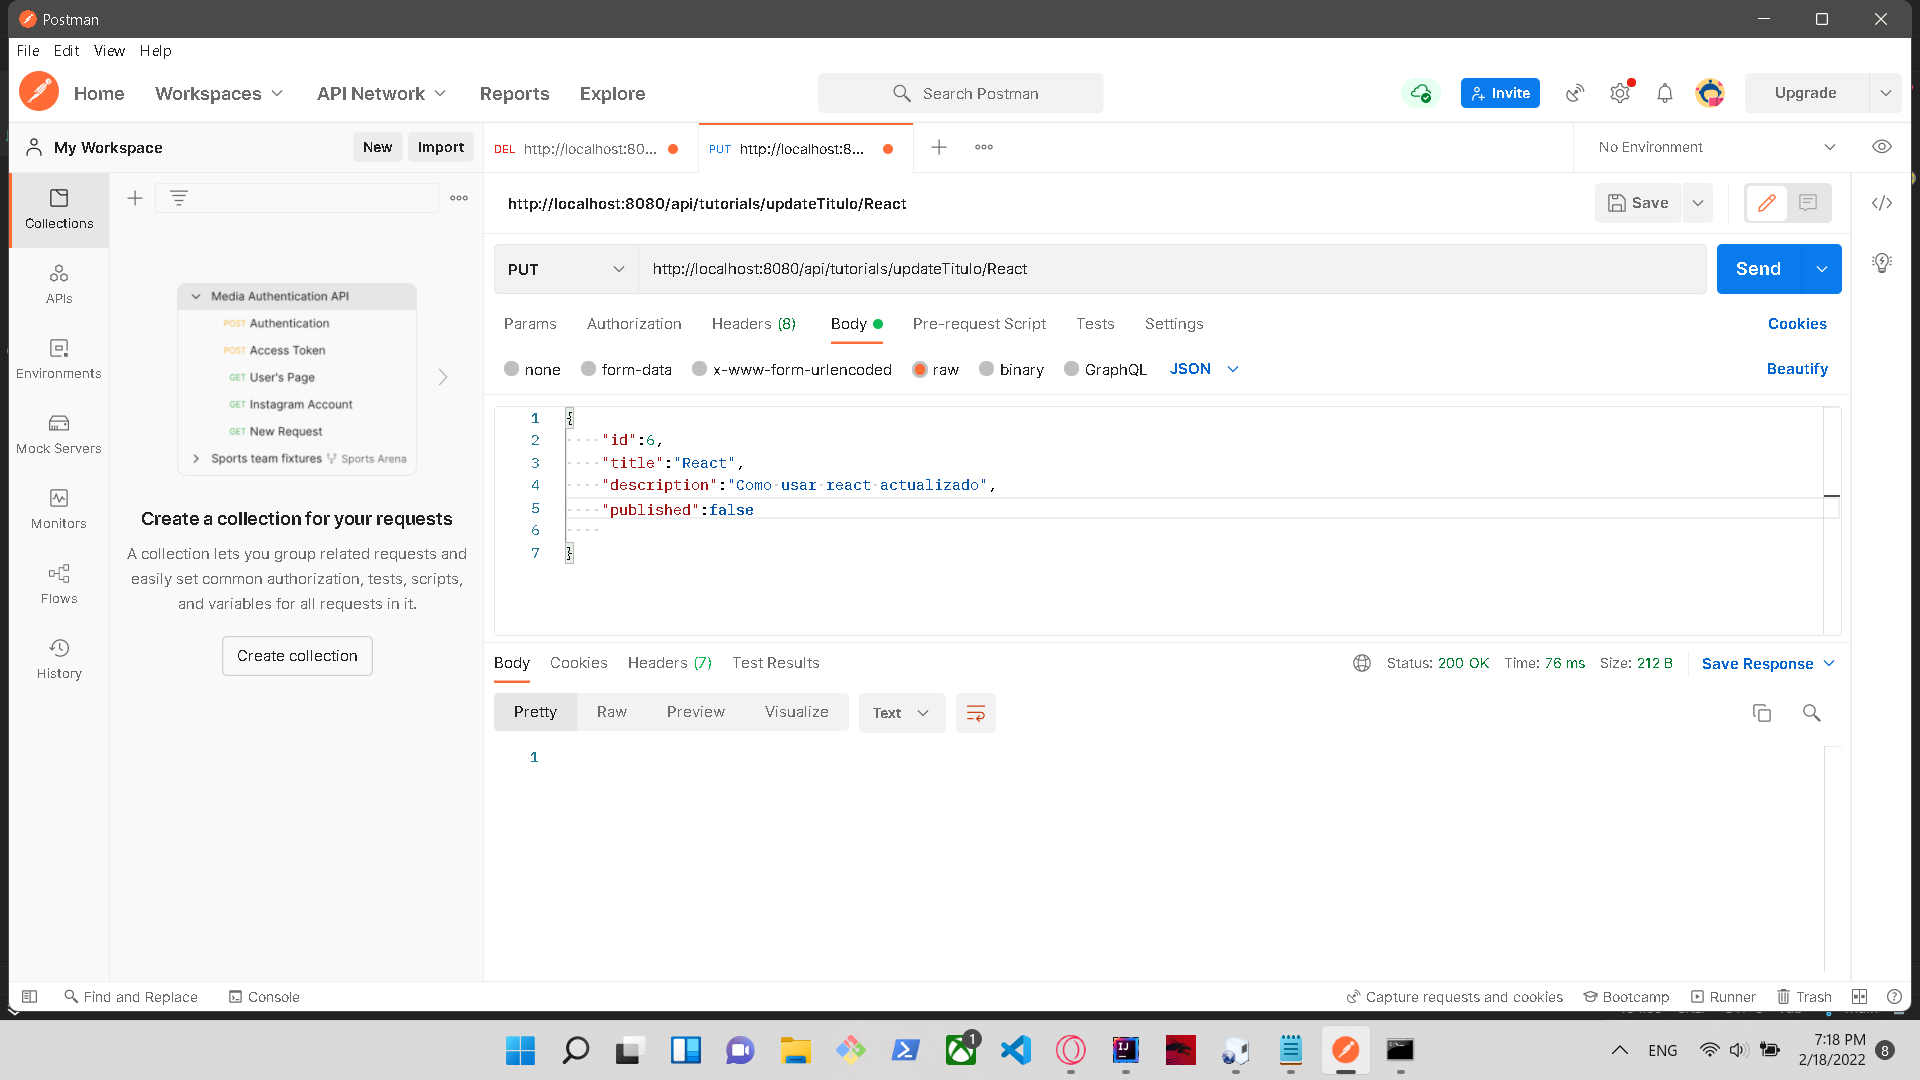 Postman
File Edit View Help
Home Workspaces API Network Reports Explore
Search Postman
Invite
Upgrade
My Workspace
New Import
DEL http://localhost:80...
PUT http://localhost:8...
No Environment
Collections
APIs
Environments
Mock Servers
Monitors
Flows
History
Media Authentication API
POST Authentication
POST Access Token
GET User's Page
GET Instagram Account
GET New Request
Sports team fixtures Sports Arena
Create a collection for your requests
A collection lets you group related requests and
easily set common authorization, tests, scripts,
and variables for all requests in it.
Create collection
http://localhost:8080/api/tutorials/updateTitulo/React
Save
PUT http://localhost:8080/api/tutorials/updateTitulo/React
Send
Params Authorization Headers (8) Body Pre-request Script Tests Settings
Cookies
none form-data x-www-form-urlencoded raw binary GraphQL JSON
Beautify
1 {
2 "id":6,
3 "title":"React",
4 "description":"Como usar react actualizado",
5 "published":false
6
7 }
Body Cookies Headers (7) Test Results
Status: 200 OK Time: 76 ms Size: 212 B
Save Response
Pretty Raw Preview Visualize Text
1
Find and Replace Console
Capture requests and cookies Bootcamp Runner Trash
1
ENG
7:18 PM
2/18/2022
8